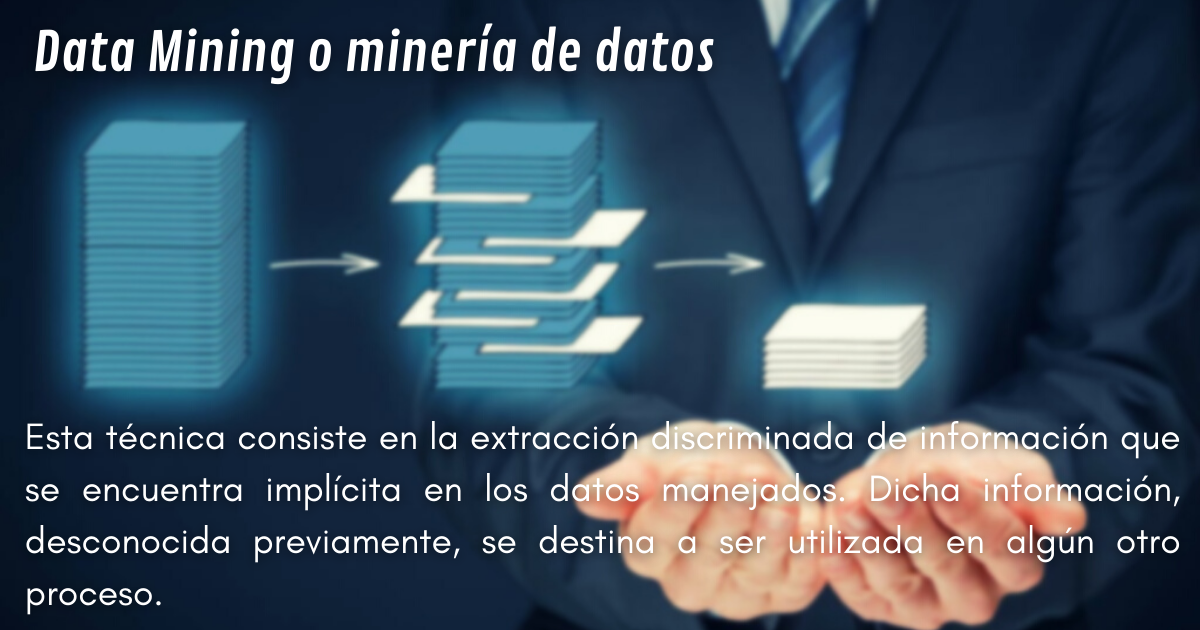 Data Mining o minería de datos
Esta técnica consiste en la extracción discriminada de información que
se encuentra implícita en los datos manejados. Dicha información,
desconocida previamente, se destina a ser utilizada en algún otro
proceso.